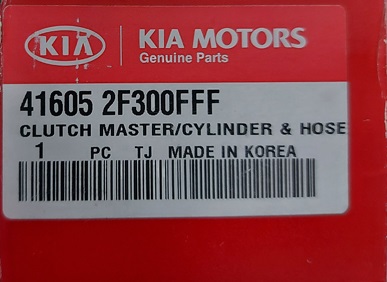 KIA
KIA MOTORS
Genuine Parts
41605 2F300FFF
CLUTCH MASTER/CYLINDER & HOSE
1 PC TJ MADE IN KOREA